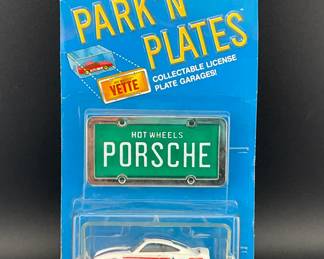 PARK 'N
PLATES
VETTE
COLLECTABLE LICENSE
PLATE GARAGES!
HOT WHEELS
PORSCHE